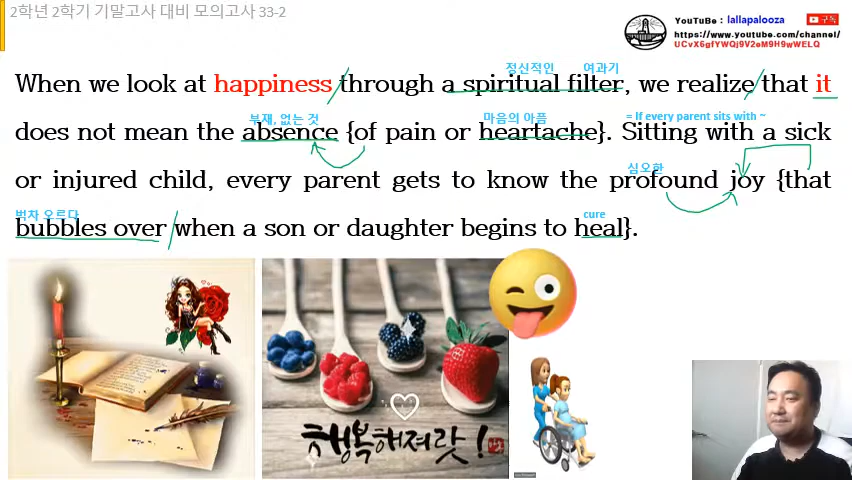 2학년 2학기 기말고사 대비 모의고사 33-2
YouTuBe : lallapalooza 구독
https://www.youtube.com/channel/
UCvX6gfYWQj9V2eM9H9wWELQ
정신적인 여과기
When we look at happiness through a spiritual filter, we realize that it
부재, 없는 것 마음의 아픔 = If every parent sits with ~
does not mean the absence {of pain or heartache}. Sitting with a sick
심오한
or injured child, every parent gets to know the profound joy {that
벅차 오르다 cure
bubbles over when a son or daughter begins to heal}.
행복해져랏!